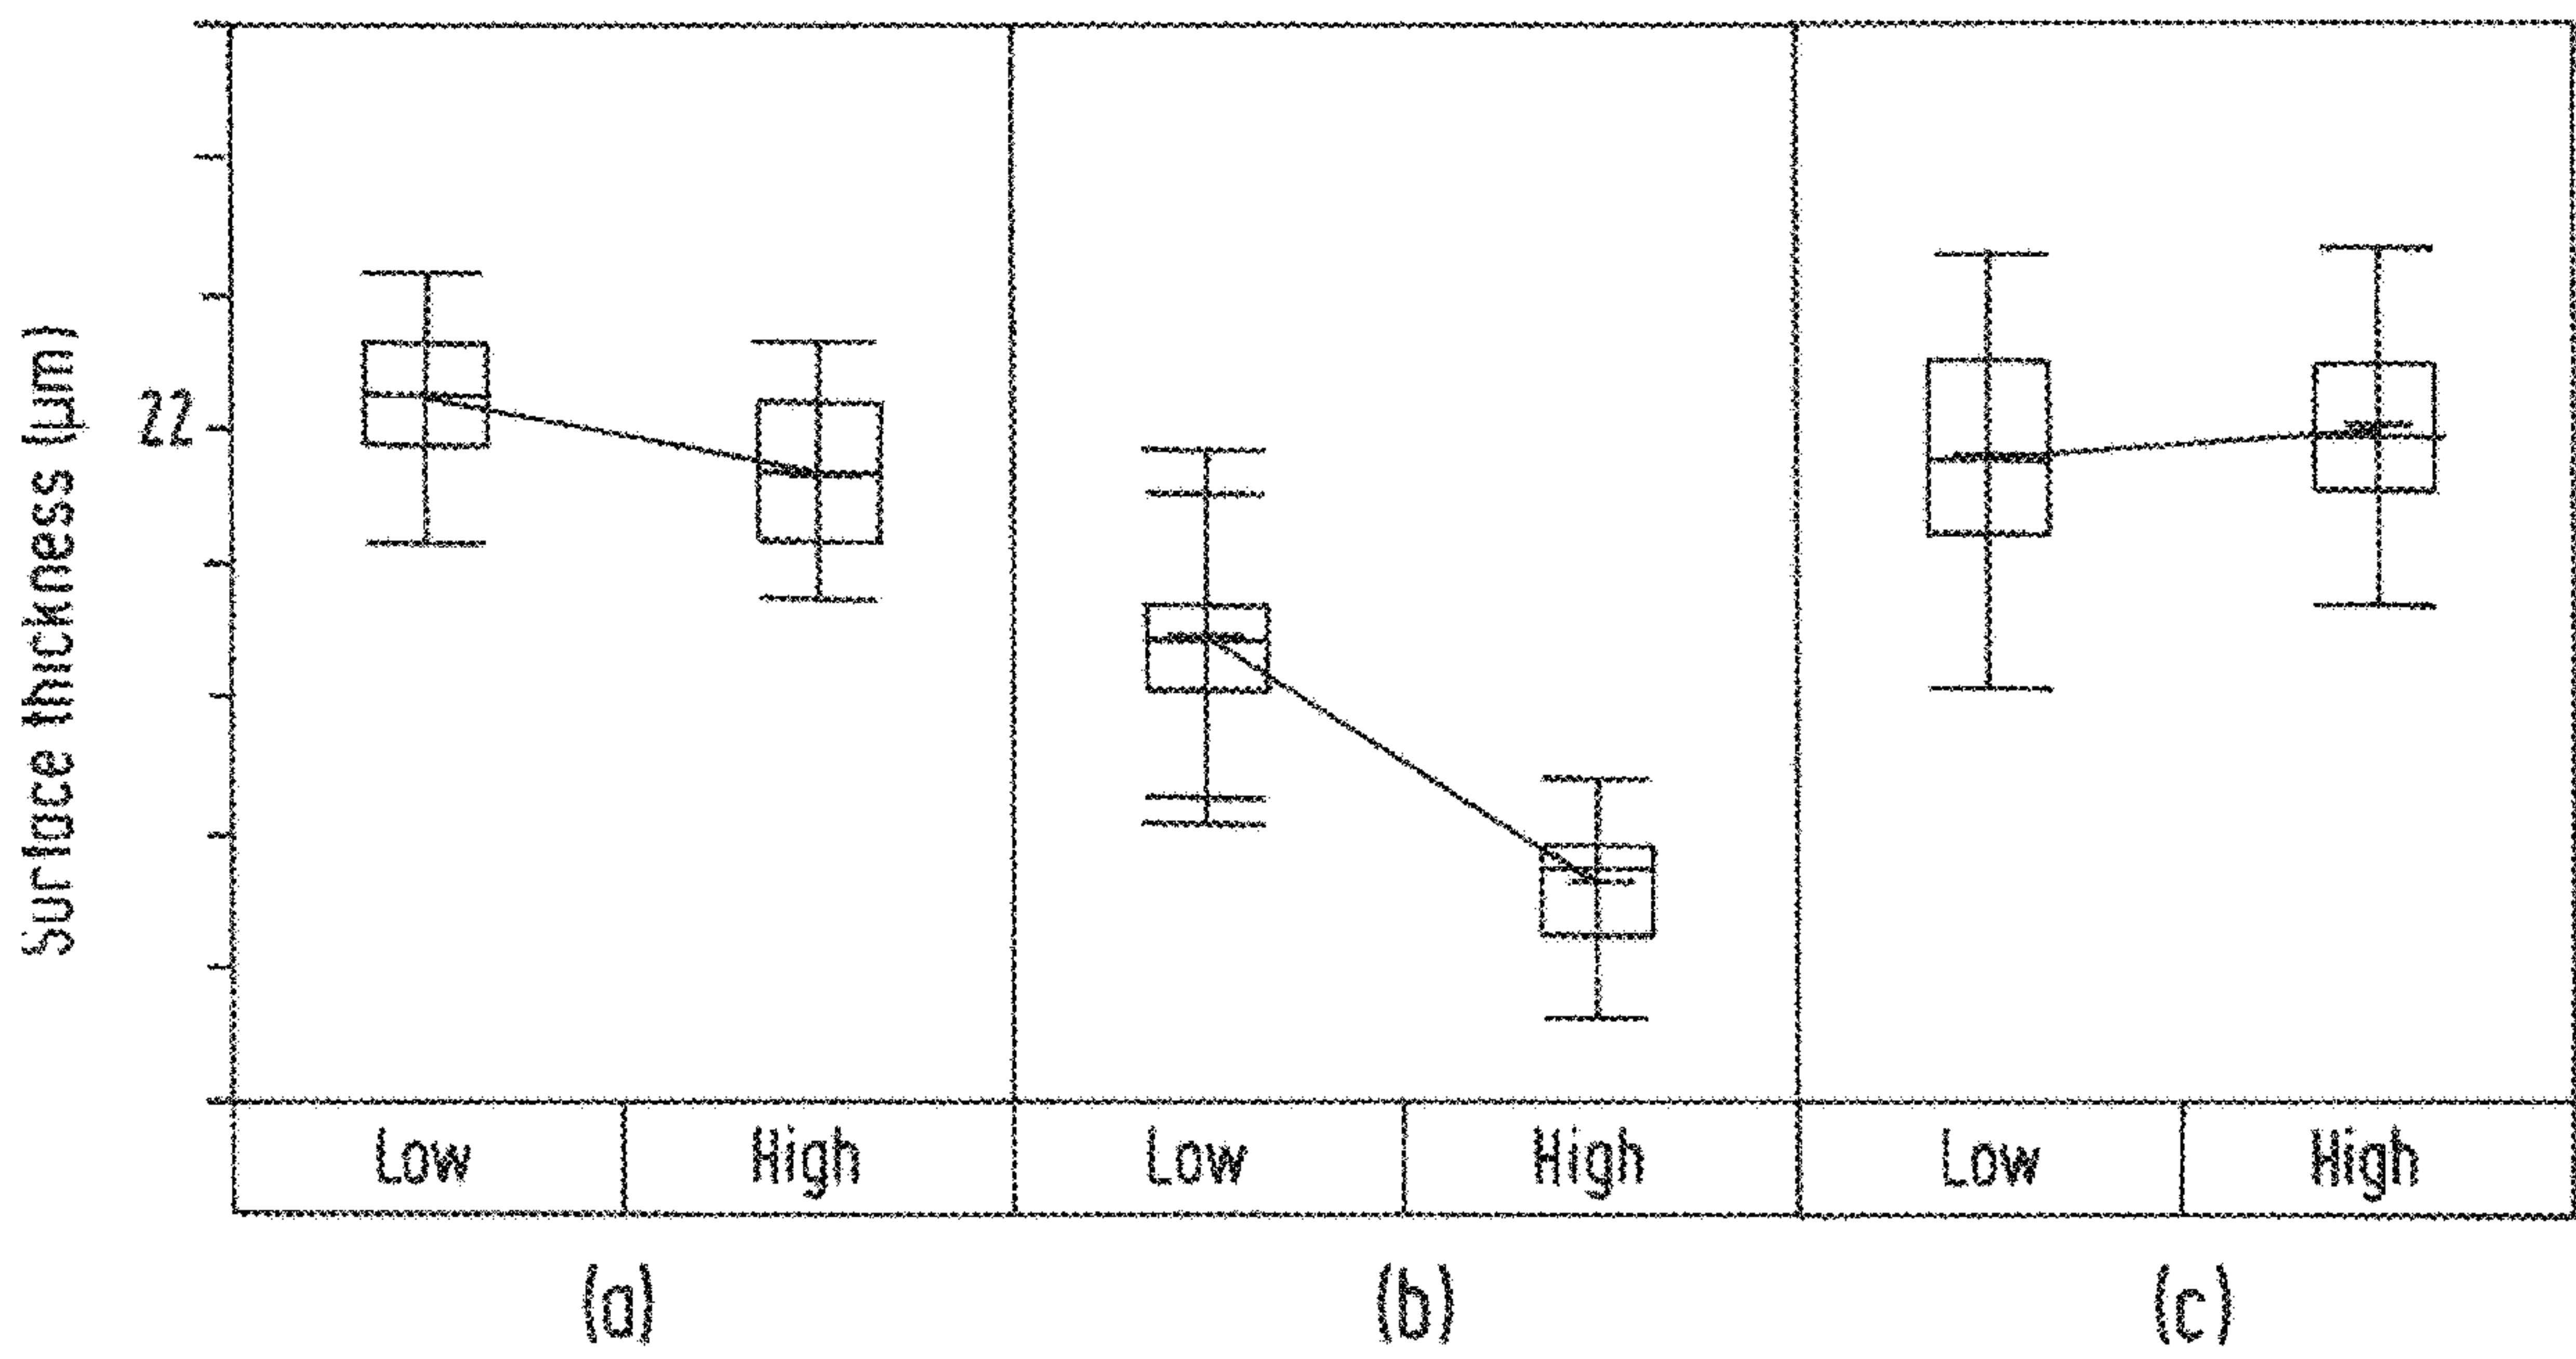 Surface thickness (µm)
22
Low High Low High Low High
(a) (b) (c)